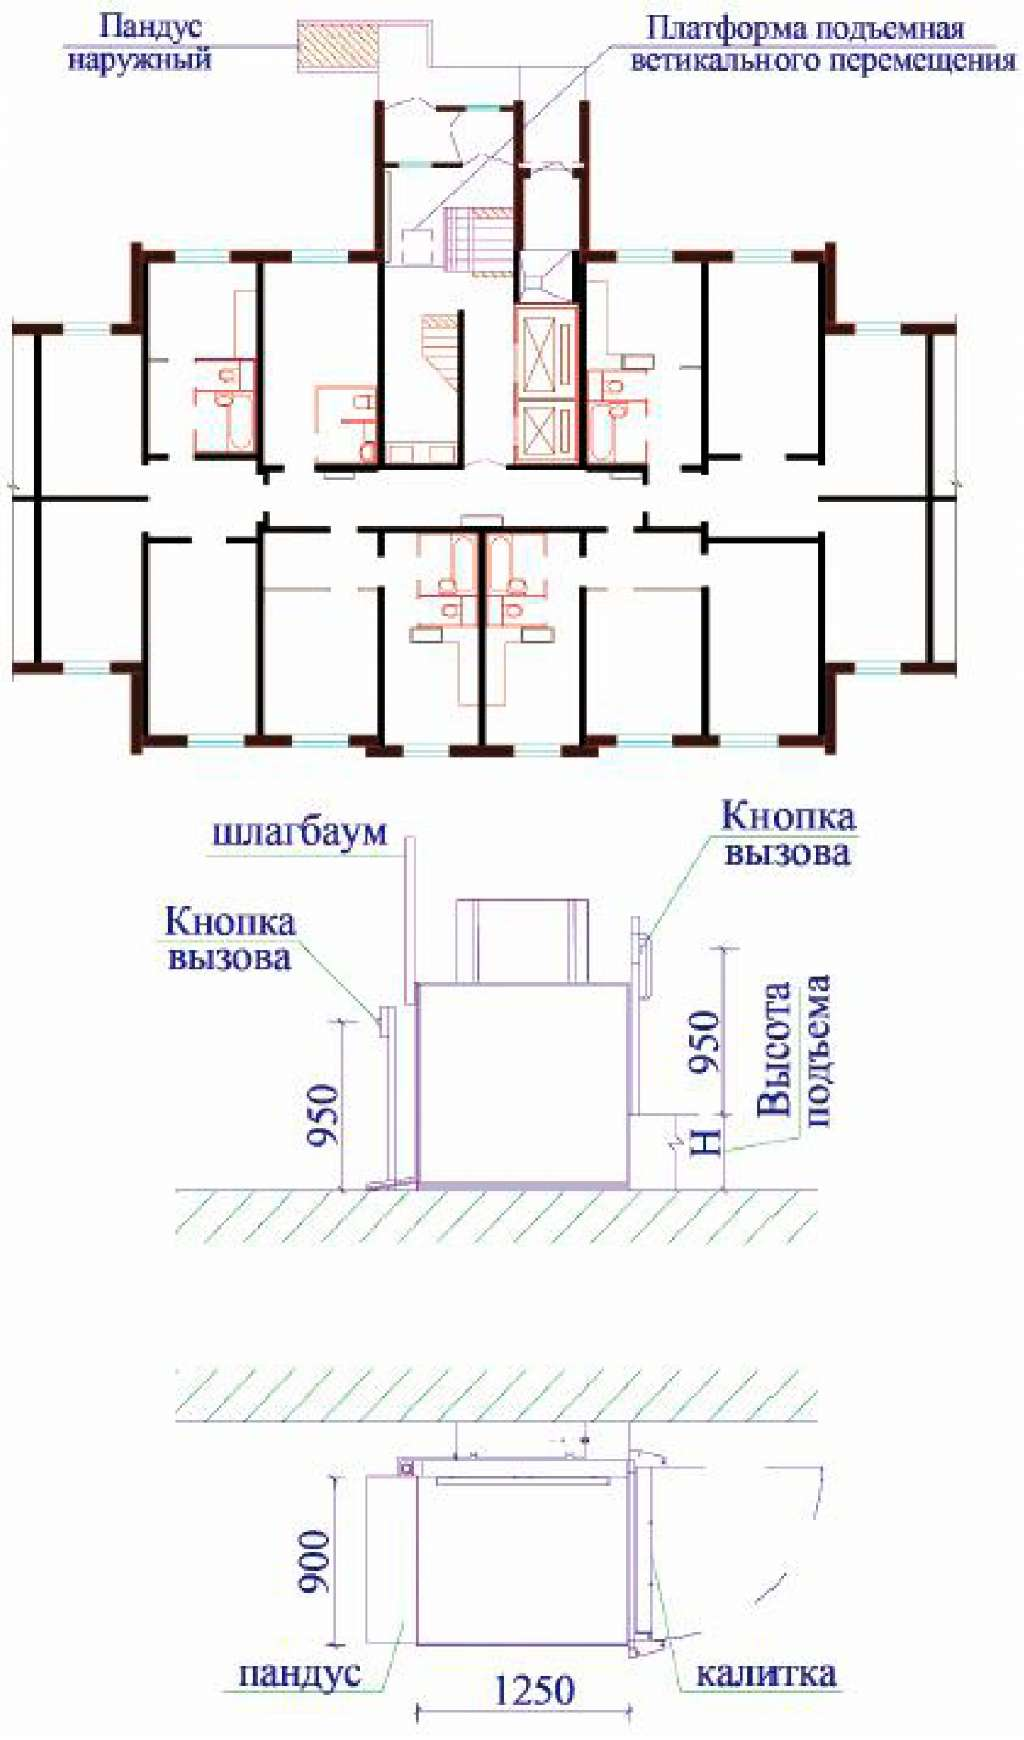 Пандус
наружный
Платформа подъемная
ветикального перемещения
шлагбаум
Кнопка
вызова
Кнопка
вызова
950
950
Н
Высота
подъема
900
пандус
1250
калитка